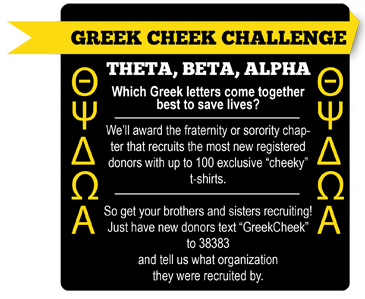 GREEK CHEEK CHALLENGE
THETA, BETA, ALPHA
Which Greek letters come together
best to save lives?
We'll award the fraternity or sorority chap-
ter that recruits the most new registered
donors with up to 100 exclusive “cheeky”
t-shirts.
So get your brothers and sisters recruiting!
Just have new donors text “GreekCheek”
to 38383
and tell us what organization
they were recruited by.
Θ
Ψ
Δ
Ω
Α
Θ
Ψ
Δ
Ω
Α